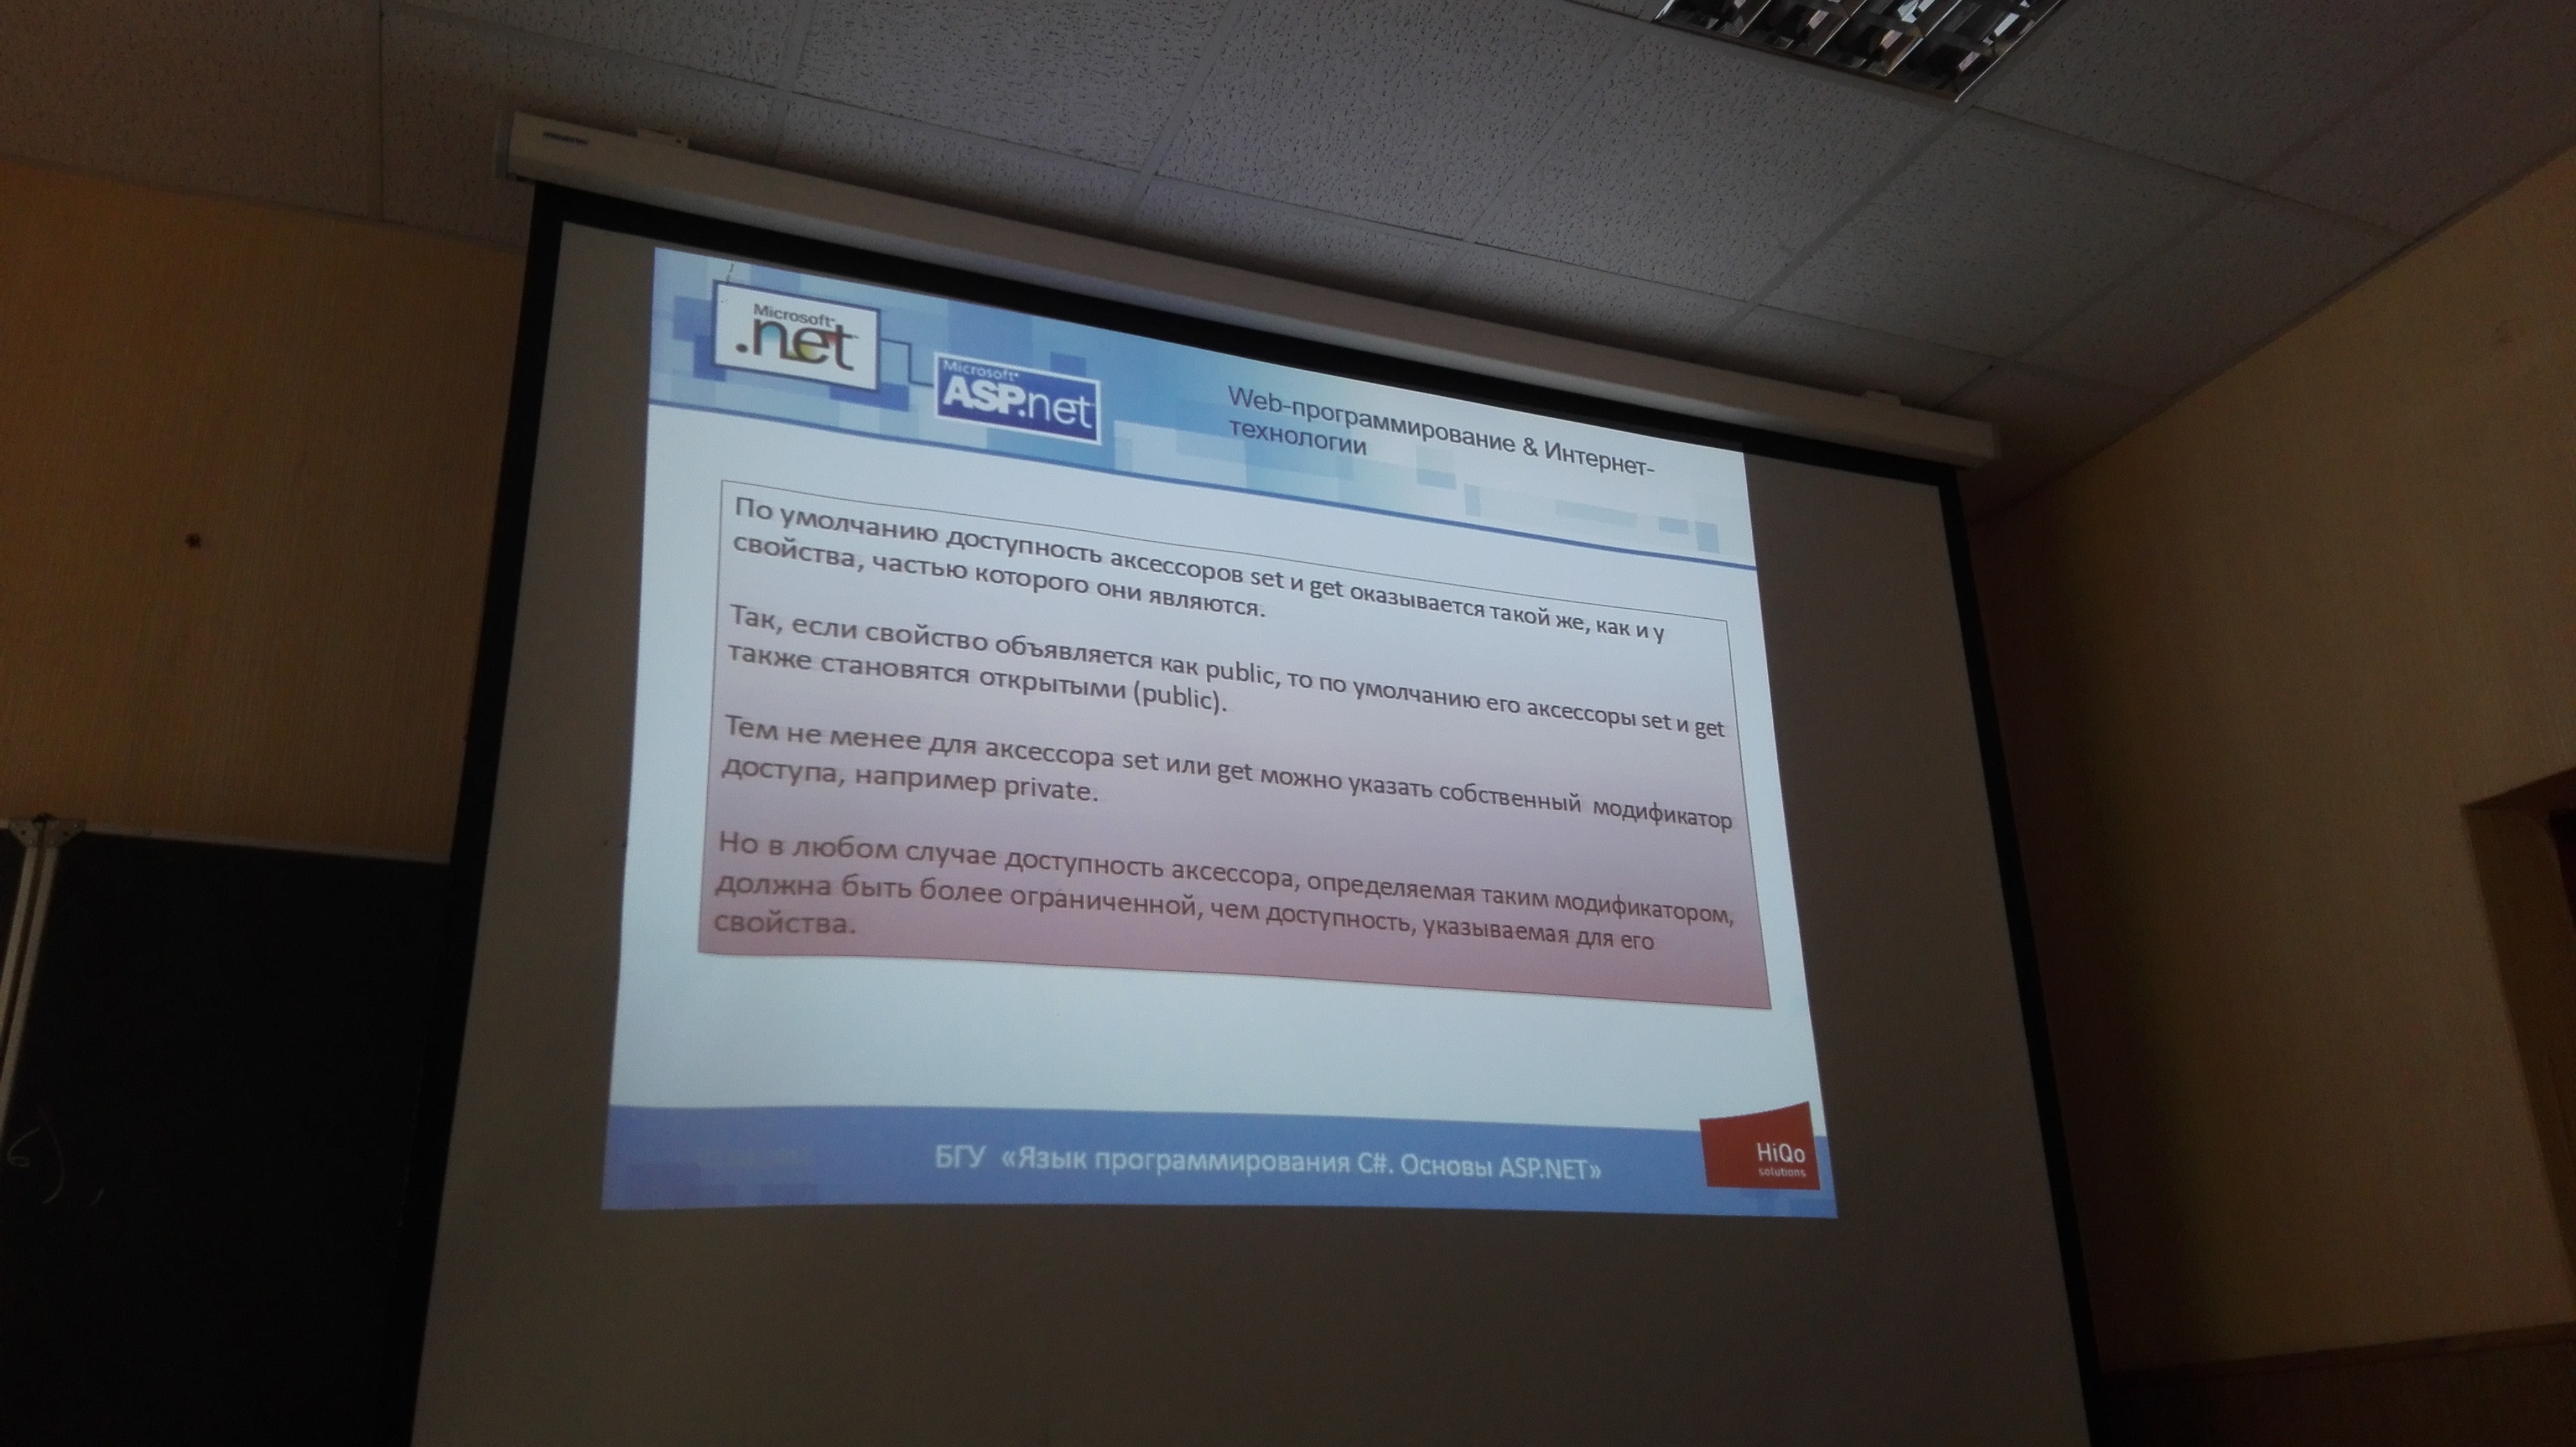 Microsoft
.net
Microsoft
ASP.net
Web-программирование & Интернет-
технологии
По умолчанию доступность аксессоров set и get оказывается такой же, как и у
свойства, частью которого они являются.
Так, если свойство объявляется как public, то по умолчанию его аксессоры set и get
также становятся открытыми (public).
Тем не менее для аксессора set или get можно указать собственный модификатор
доступа, например private.
Но в любом случае доступность аксессора, определяемая таким модификатором,
должна быть более ограниченной, чем доступность, указываемая для его
свойства.
БГУ «Язык программирования C#. Основы ASP.NET»
HiQo
solutions